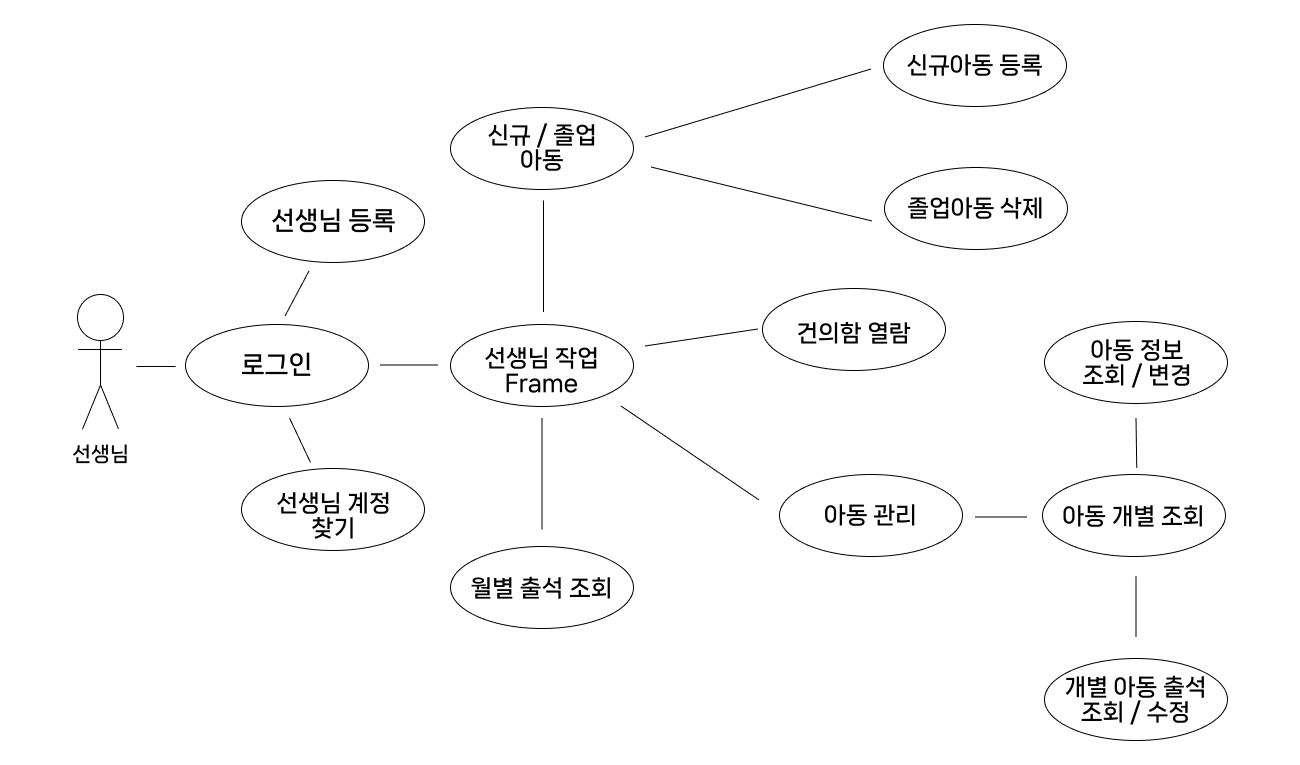 신규아동 등록
신규 / 졸업
아동
졸업아동 삭제
선생님 등록
건의함 열람
아동 정보
조회 / 변경
로그인
선생님 작업
Frame
선생님
선생님 계정
찾기
아동 관리
아동 개별 조회
월별 출석 조회
개별 아동 출석
조회 / 수정